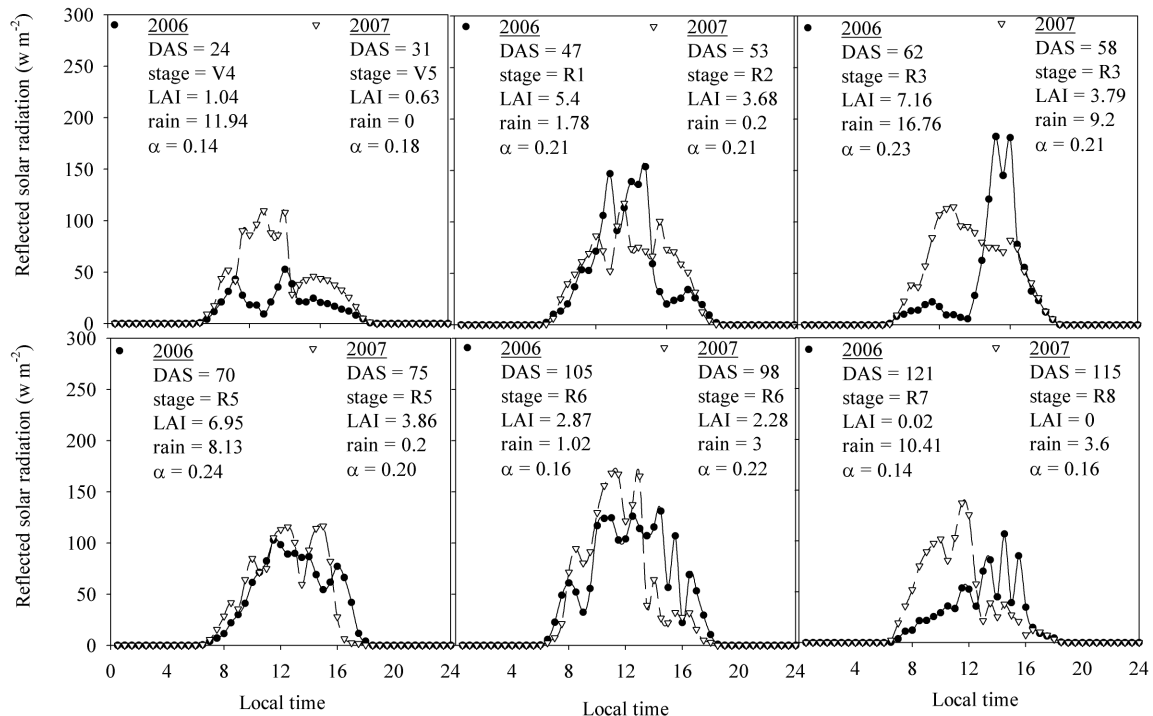 Reflected solar radiation (w m-2)
300
250
200
150
100
50
0
2006
DAS = 24
stage = V4
LAI = 1.04
rain = 11.94
α = 0.14
2007
DAS = 31
stage = V5
LAI = 0.63
rain = 0
α = 0.18
2006
DAS = 47
stage = R1
LAI = 5.4
rain = 1.78
α = 0.21
2007
DAS = 53
stage = R2
LAI = 3.68
rain = 0.2
α = 0.21
2006
DAS = 62
stage = R3
LAI = 7.16
rain = 16.76
α = 0.23
2007
DAS = 58
stage = R3
LAI = 3.79
rain = 9.2
α = 0.21
Reflected solar radiation (w m-2)
300
250
200
150
100
50
0
2006
DAS = 70
stage = R5
LAI = 6.95
rain = 8.13
α = 0.24
2007
DAS = 75
stage = R5
LAI = 3.86
rain = 0.2
α = 0.20
2006
DAS = 105
stage = R6
LAI = 2.87
rain = 1.02
α = 0.16
2007
DAS = 98
stage = R6
LAI = 2.28
rain = 3
α = 0.22
2006
DAS = 121
stage = R7
LAI = 0.02
rain = 10.41
α = 0.14
2007
DAS = 115
stage = R8
LAI = 0
rain = 3.6
α = 0.16
0 4 8 12 16 20 24
4 8 12 16 20 24
4 8 12 16 20 24
Local time
Local time
Local time